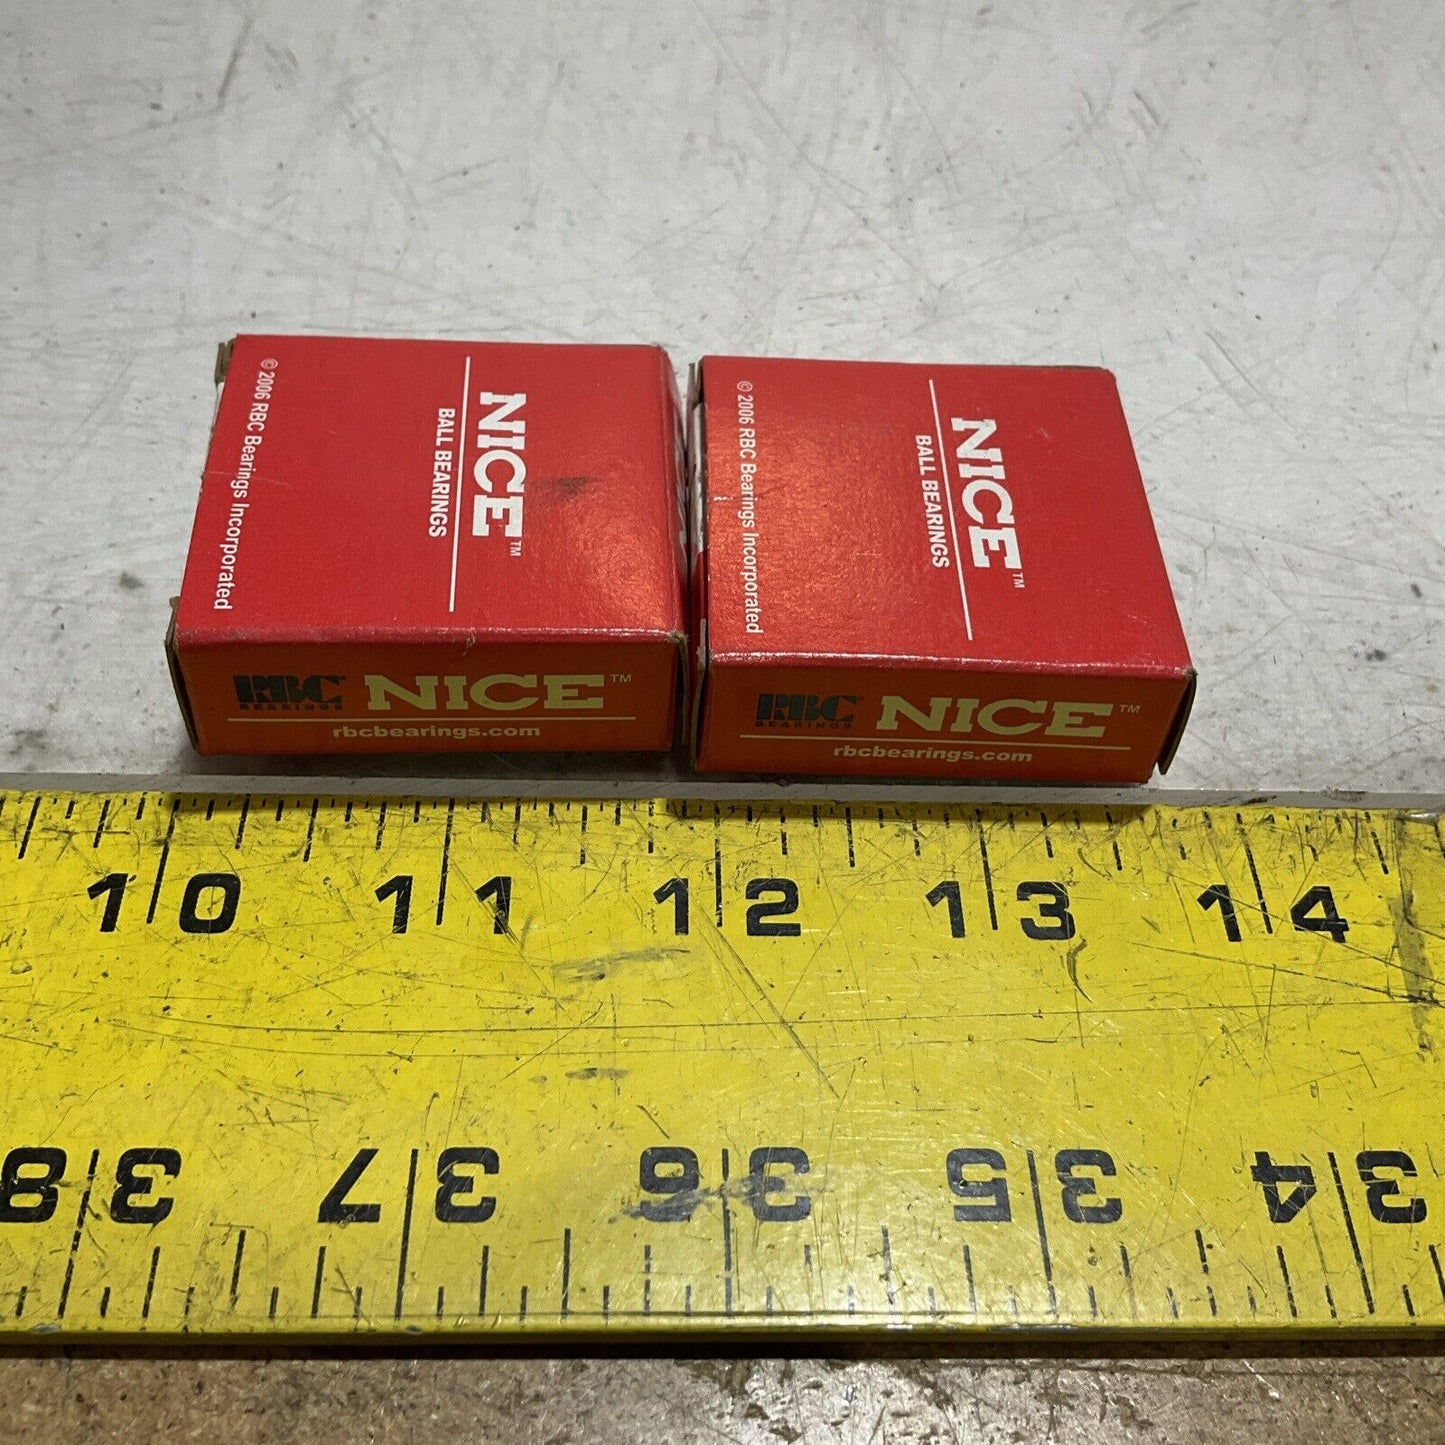 NICE™
BALL BEARINGS
© 2006 RBC Bearings Incorporated
RBC BEARINGS NICE™
rbcbearings.com
NICE™
BALL BEARINGS
© 2006 RBC Bearings Incorporated
RBC BEARINGS NICE™
rbcbearings.com
10 11 12 13 14
38 37 36 35 34